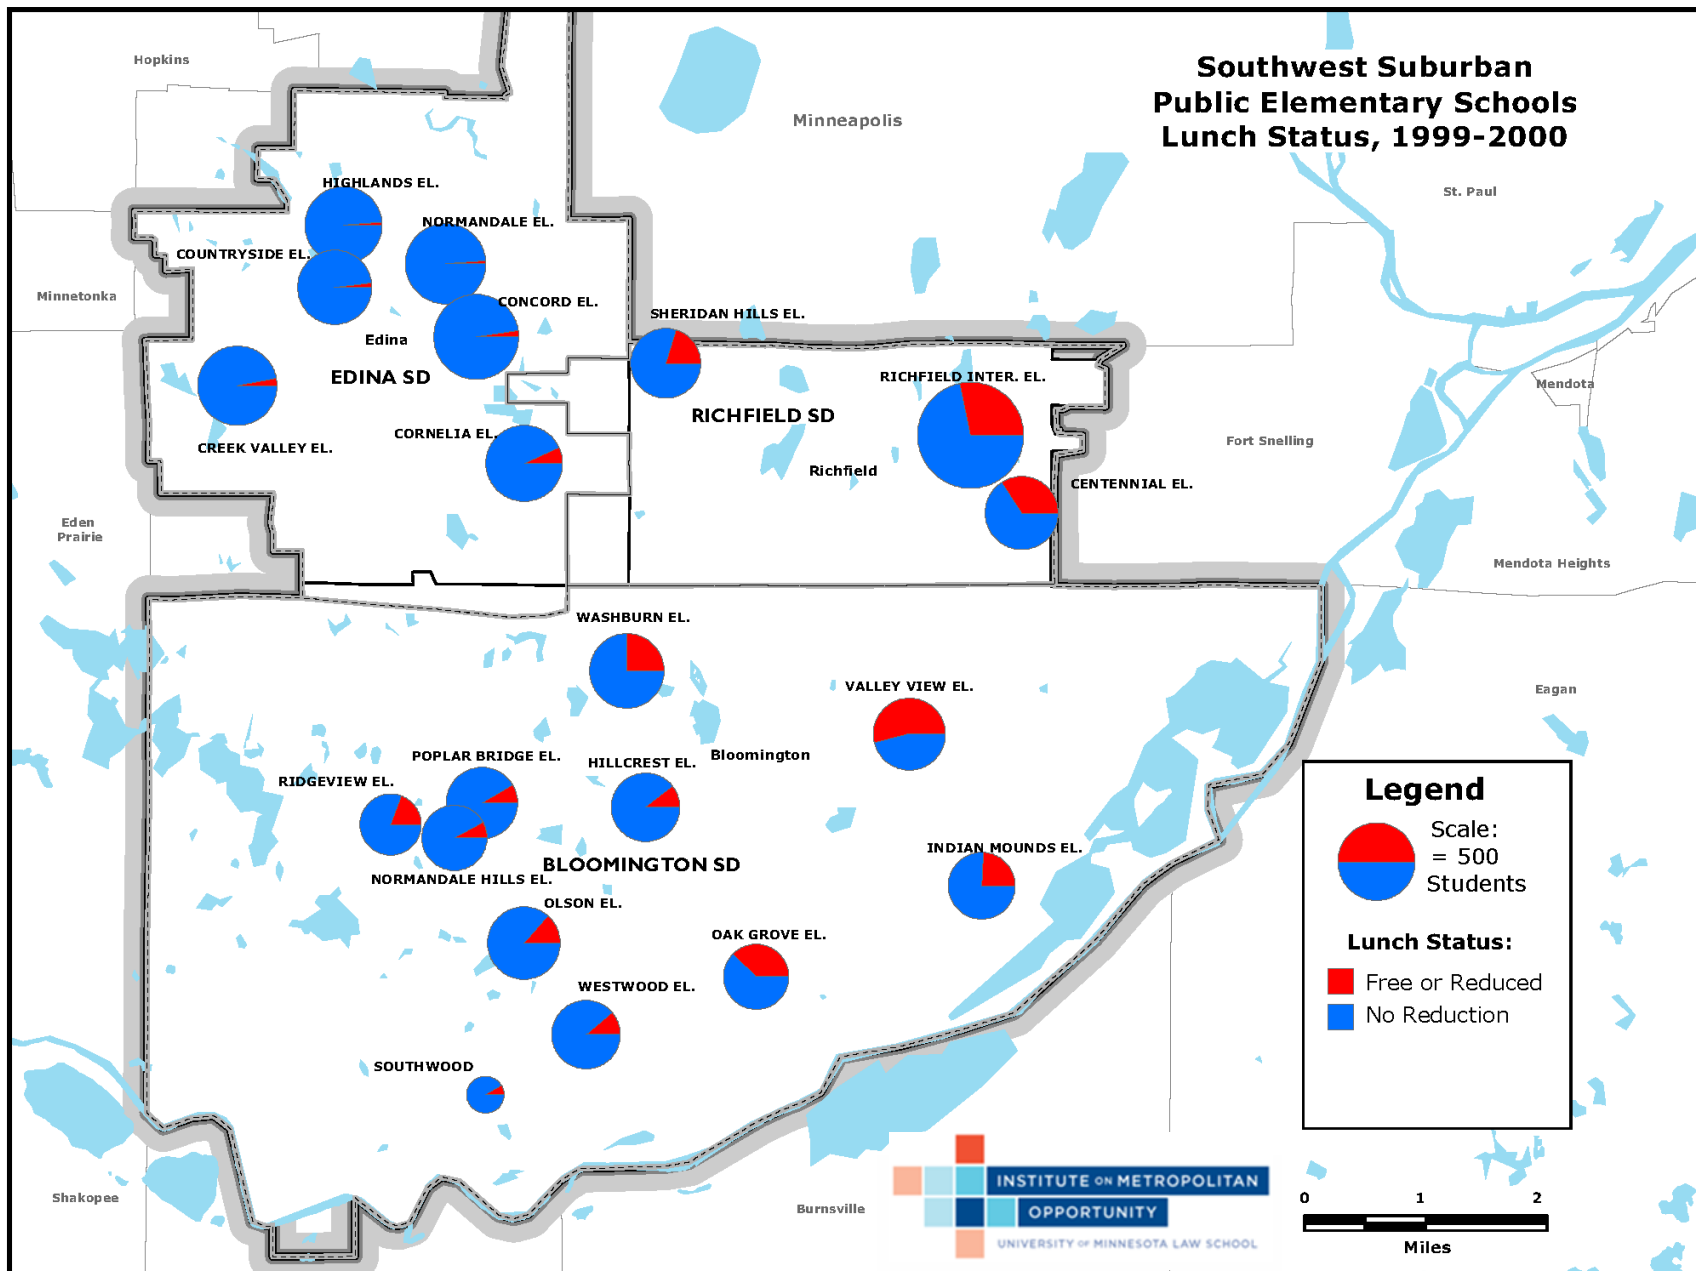 Southwest Suburban
Public Elementary Schools
Lunch Status, 1999-2000
Hopkins
Minneapolis
St. Paul
HIGHLANDS EL.
NORMANDALE EL.
COUNTRYSIDE EL.
Minnetonka
CONCORD EL.
SHERIDAN HILLS EL.
Edina
EDINA SD
RICHFIELD INTER. EL.
Mendota
RICHFIELD SD
CORNELIA EL.
CREEK VALLEY EL.
Fort Snelling
Richfield
CENTENNIAL EL.
Eden
Prairie
Mendota Heights
WASHBURN EL.
VALLEY VIEW EL.
Eagan
POPLAR BRIDGE EL.
HILLCREST EL.
Bloomington
RIDGEVIEW EL.
INDIAN MOUNDS EL.
BLOOMINGTON SD
NORMANDALE HILLS EL.
OLSON EL.
OAK GROVE EL.
WESTWOOD EL.
SOUTHWOOD
Legend
Scale:
= 500
Students
Lunch Status:
Free or Reduced
No Reduction
Shakopee
Burnsville
INSTITUTE ON METROPOLITAN
OPPORTUNITY
UNIVERSITY OF MINNESOTA LAW SCHOOL
0 1 2
Miles